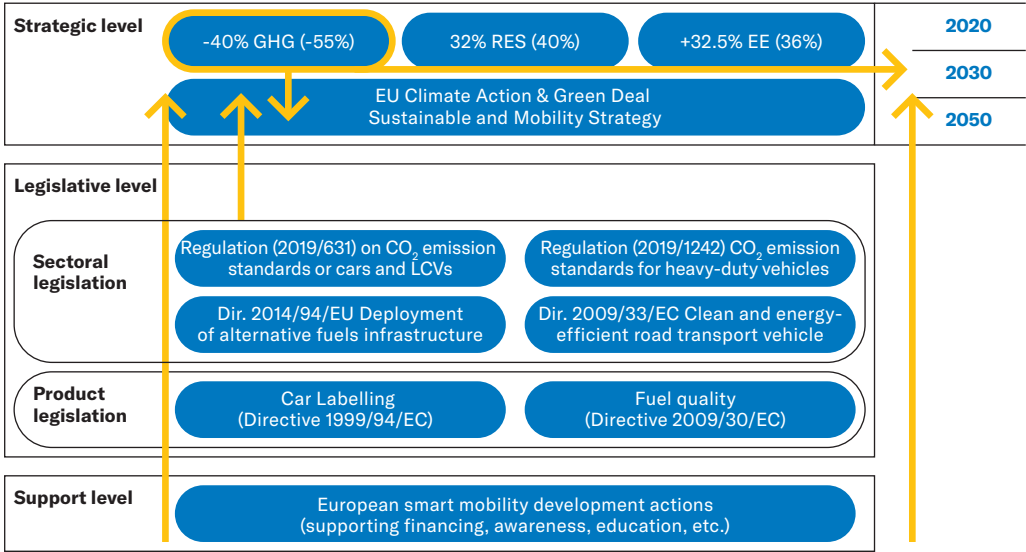 Strategic level
-40% GHG (-55%)
32% RES (40%)
+32.5% EE (36%)
2020
2030
2050
EU Climate Action & Green Deal
Sustainable and Mobility Strategy
Legislative level
Sectoral
legislation
Regulation (2019/631) on CO₂ emission
standards or cars and LCVs
Regulation (2019/1242) CO₂ emission
standards for heavy-duty vehicles
Dir. 2014/94/EU Deployment
of alternative fuels infrastructure
Dir. 2009/33/EC Clean and energy-
efficient road transport vehicle
Product
legislation
Car Labelling
(Directive 1999/94/EC)
Fuel quality
(Directive 2009/30/EC)
Support level
European smart mobility development actions
(supporting financing, awareness, education, etc.)